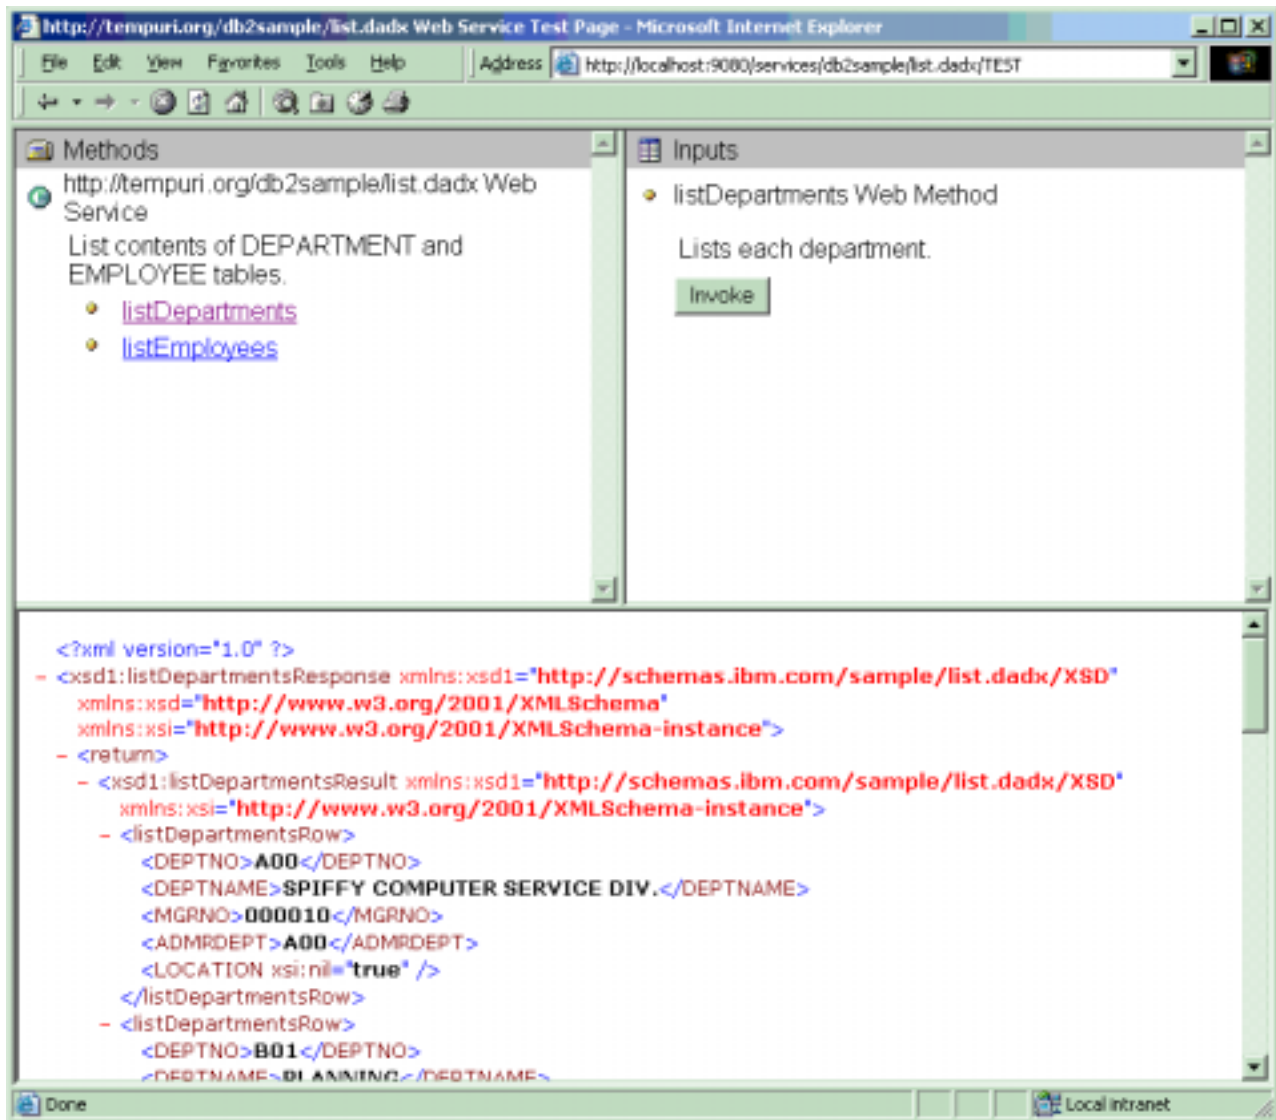 http://tempuri.org/db2sample/list.dadx Web Service Test Page - Microsoft Internet Explorer
File Edit View Favorites Tools Help Address http://localhost:9080/services/db2sample/list.dadx/TEST
Methods
http://tempuri.org/db2sample/list.dadx Web
Service
List contents of DEPARTMENT and
EMPLOYEE tables.
listDepartments
listEmployees
Inputs
listDepartments Web Method
Lists each department.
Invoke
<?xml version="1.0" ?>
- <xsd1:listDepartmentsResponse xmlns:xsd1="http://schemas.ibm.com/sample/list.dadx/XSD"
xmlns:xsd="http://www.w3.org/2001/XMLSchema"
xmlns:xsi="http://www.w3.org/2001/XMLSchema-instance">
- <return>
- <xsd1:listDepartmentsResult xmlns:xsd1="http://schemas.ibm.com/sample/list.dadx/XSD"
xmlns:xsi="http://www.w3.org/2001/XMLSchema-instance">
- <listDepartmentsRow>
<DEPTNO>A00</DEPTNO>
<DEPTNAME>SPIFFY COMPUTER SERVICE DIV.</DEPTNAME>
<MGRNO>000010</MGRNO>
<ADMRDEPT>A00</ADMRDEPT>
<LOCATION xsi:nil="true" />
</listDepartmentsRow>
- <listDepartmentsRow>
<DEPTNO>B01</DEPTNO>
<DEPTNAME>PLANNING</DEPTNAME>
Done
Local intranet